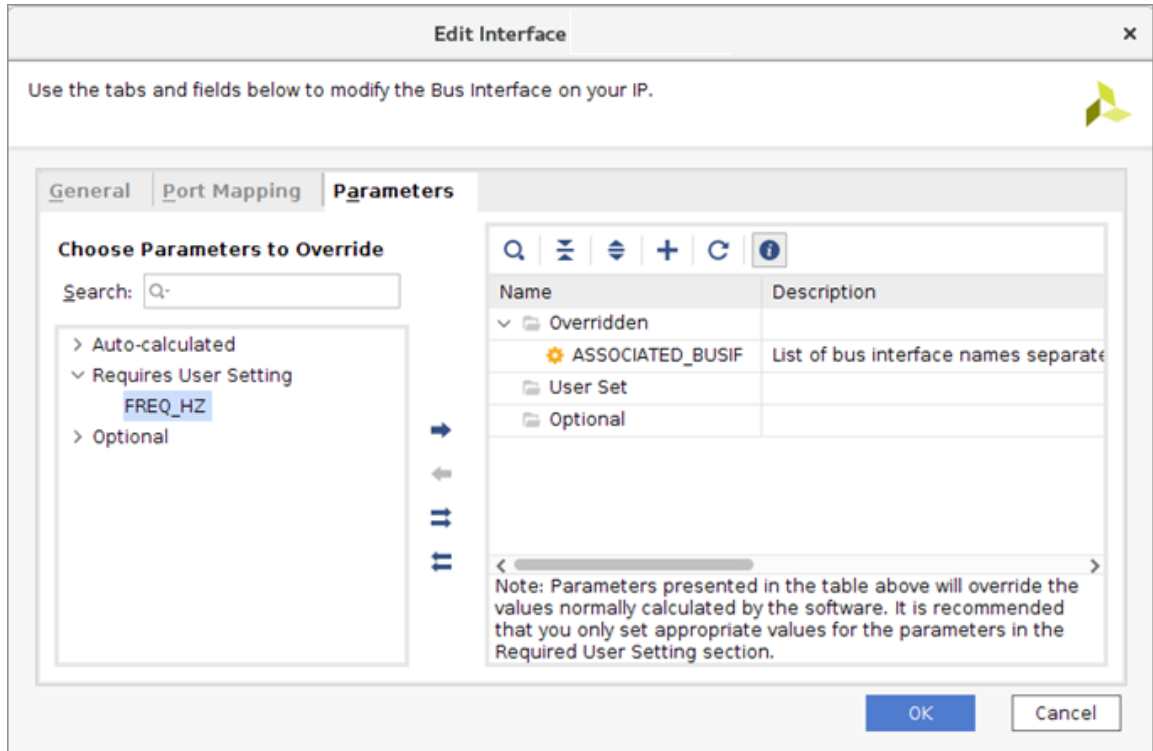 Edit Interface
Use the tabs and fields below to modify the Bus Interface on your IP.
General Port Mapping Parameters
Choose Parameters to Override
Search:
Auto-calculated
Requires User Setting
FREQ_HZ
Optional
Name Description
Overridden
ASSOCIATED_BUSIF List of bus interface names separate
User Set
Optional
Note: Parameters presented in the table above will override the
values normally calculated by the software. It is recommended
that you only set appropriate values for the parameters in the
Required User Setting section.
OK Cancel